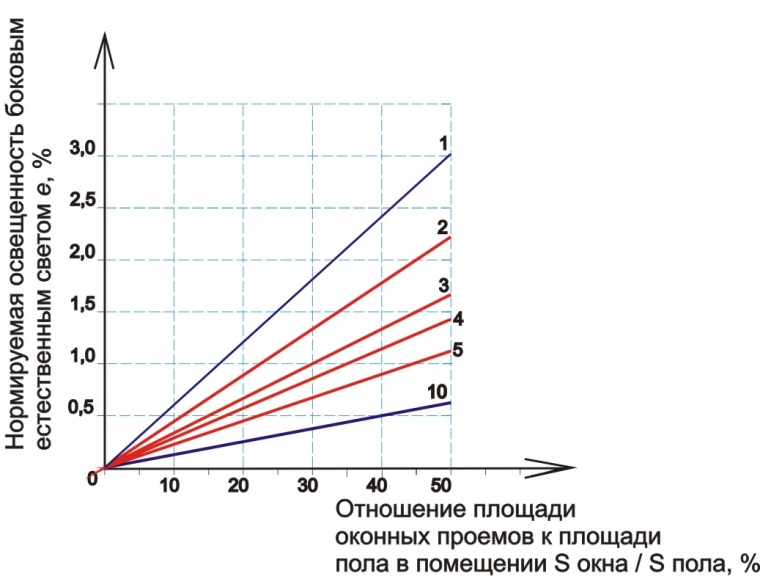 Нормируемая освещенность боковым
естественным светом е, %
3,0
2,5
2,0
1,5
1,0
0,5
0
1
2
3
4
5
10
10 20 30 40 50
Отношение площади
оконных проемов к площади
пола в помещении S окна / S пола, %